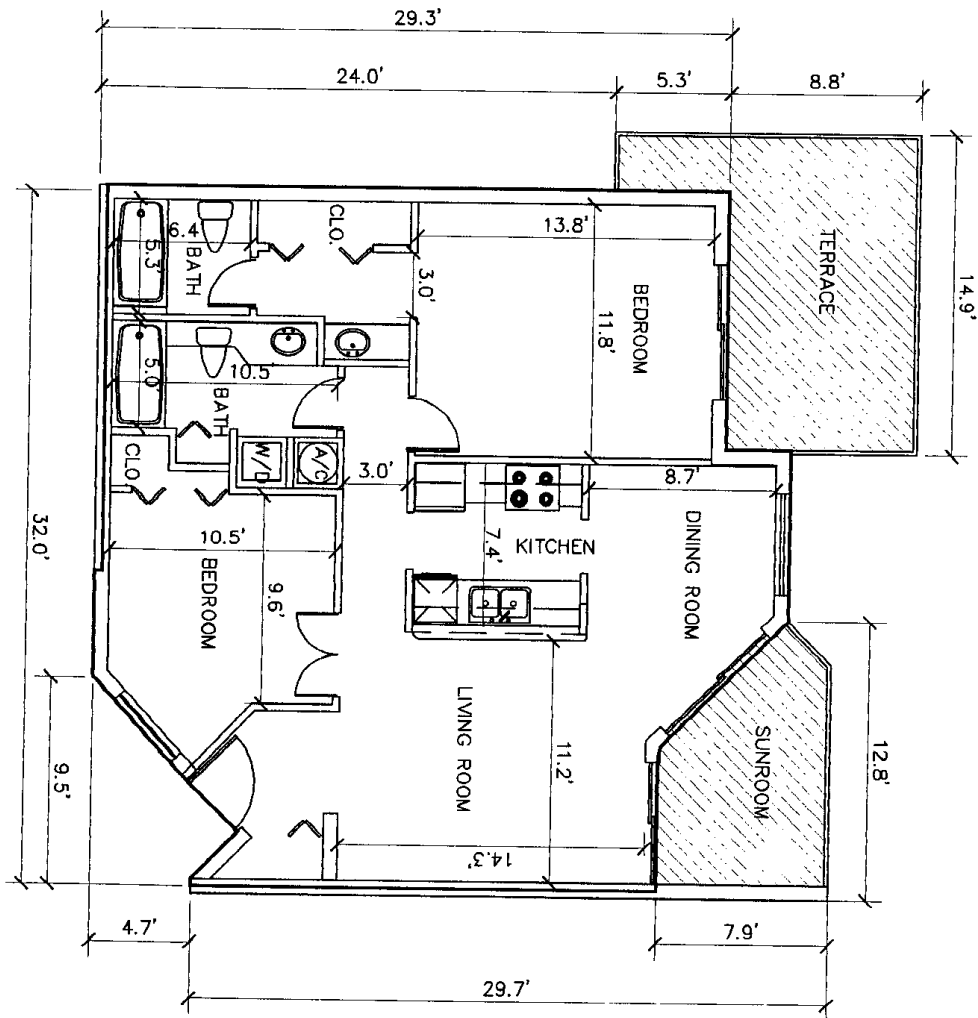 29.3'
24.0'
5.3'
8.8'
TERRACE
14.9'
CLO.
13.8'
6.4
5.3'
BATH
3.0'
BEDROOM
11.8'
5.0'
10.5'
BATH
CLO
W/D
A/C
3.0'
8.7'
7.4'
KITCHEN
DINING ROOM
32.0'
10.5'
BEDROOM
9.6'
LIVING ROOM
11.2'
SUNROOM
12.8'
9.5'
14.3'
4.7'
7.9'
29.7'